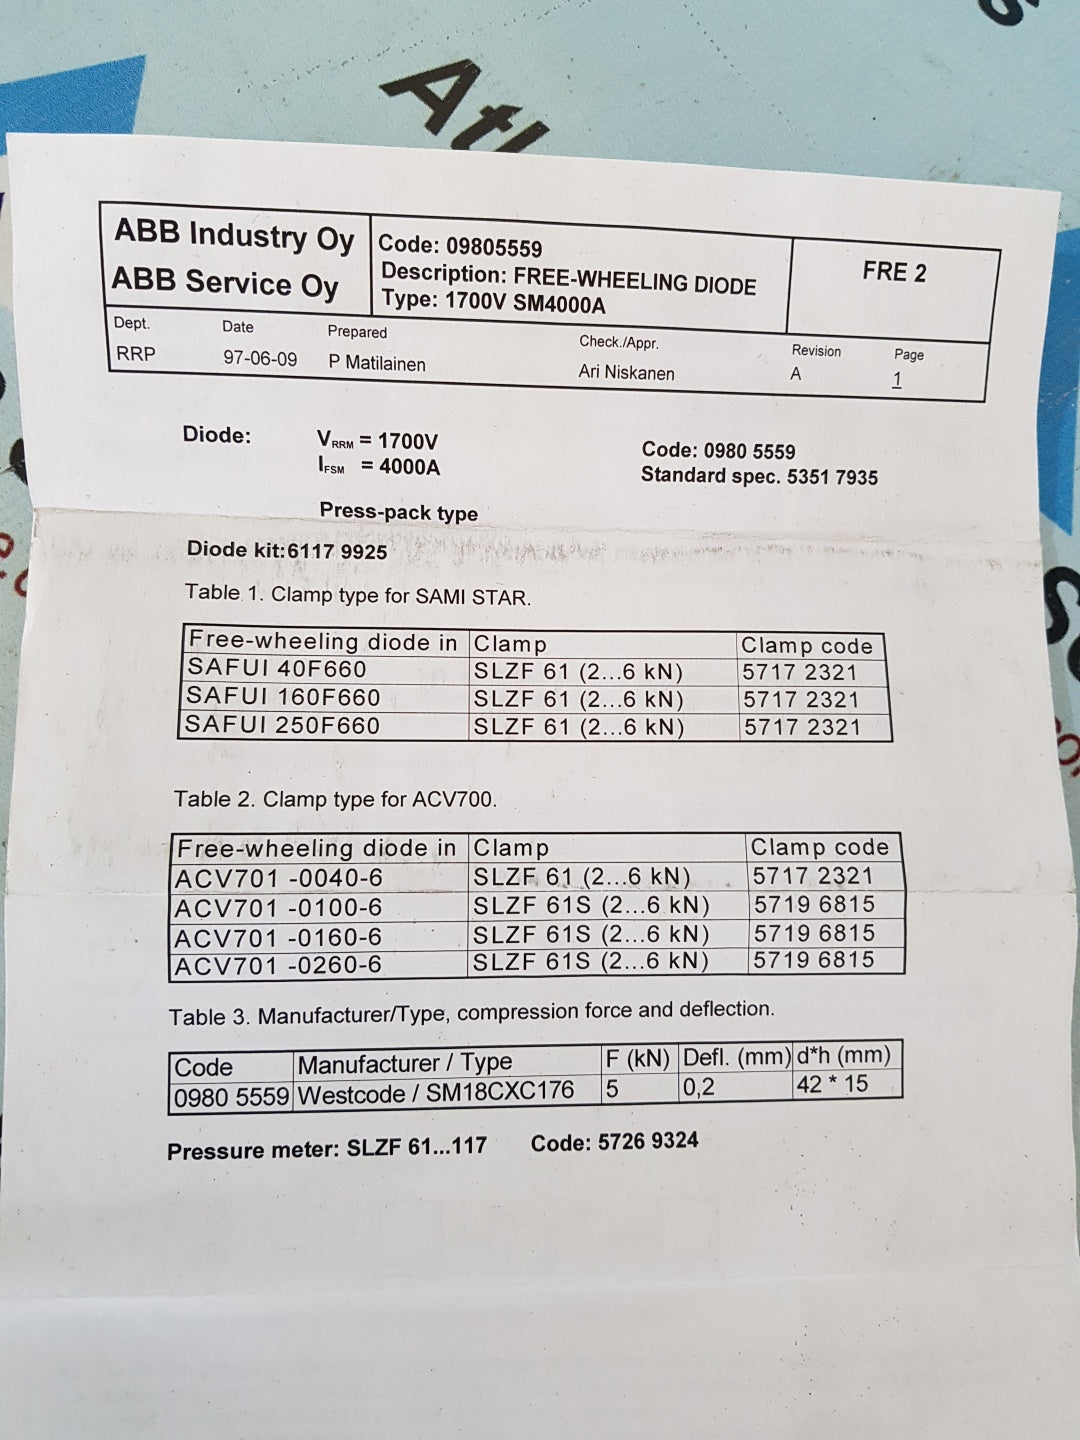 Atl
ABB Industry Oy
ABB Service Oy
Code: 09805559
Description: FREE-WHEELING DIODE
Type: 1700V SM4000A
FRE 2
Dept. Date Prepared Check./Appr. Revision Page
RRP 97-06-09 P Matilainen Ari Niskanen A 1
Diode: VRRM = 1700V Code: 0980 5559
IFSM = 4000A Standard spec. 5351 7935
Press-pack type
Diode kit:6117 9925
Table 1. Clamp type for SAMI STAR.
Free-wheeling diode in Clamp Clamp code
SAFUI 40F660 SLZF 61 (2...6 kN) 5717 2321
SAFUI 160F660 SLZF 61 (2...6 kN) 5717 2321
SAFUI 250F660 SLZF 61 (2...6 kN) 5717 2321
Table 2. Clamp type for ACV700.
Free-wheeling diode in Clamp Clamp code
ACV701 -0040-6 SLZF 61 (2...6 kN) 5717 2321
ACV701 -0100-6 SLZF 61S (2...6 kN) 5719 6815
ACV701 -0160-6 SLZF 61S (2...6 kN) 5719 6815
ACV701 -0260-6 SLZF 61S (2...6 kN) 5719 6815
Table 3. Manufacturer/Type, compression force and deflection.
Code Manufacturer / Type F (kN) Defl. (mm) d*h (mm)
0980 5559 Westcode / SM18CXC176 5 0,2 42 * 15
Pressure meter: SLZF 61...117 Code: 5726 9324